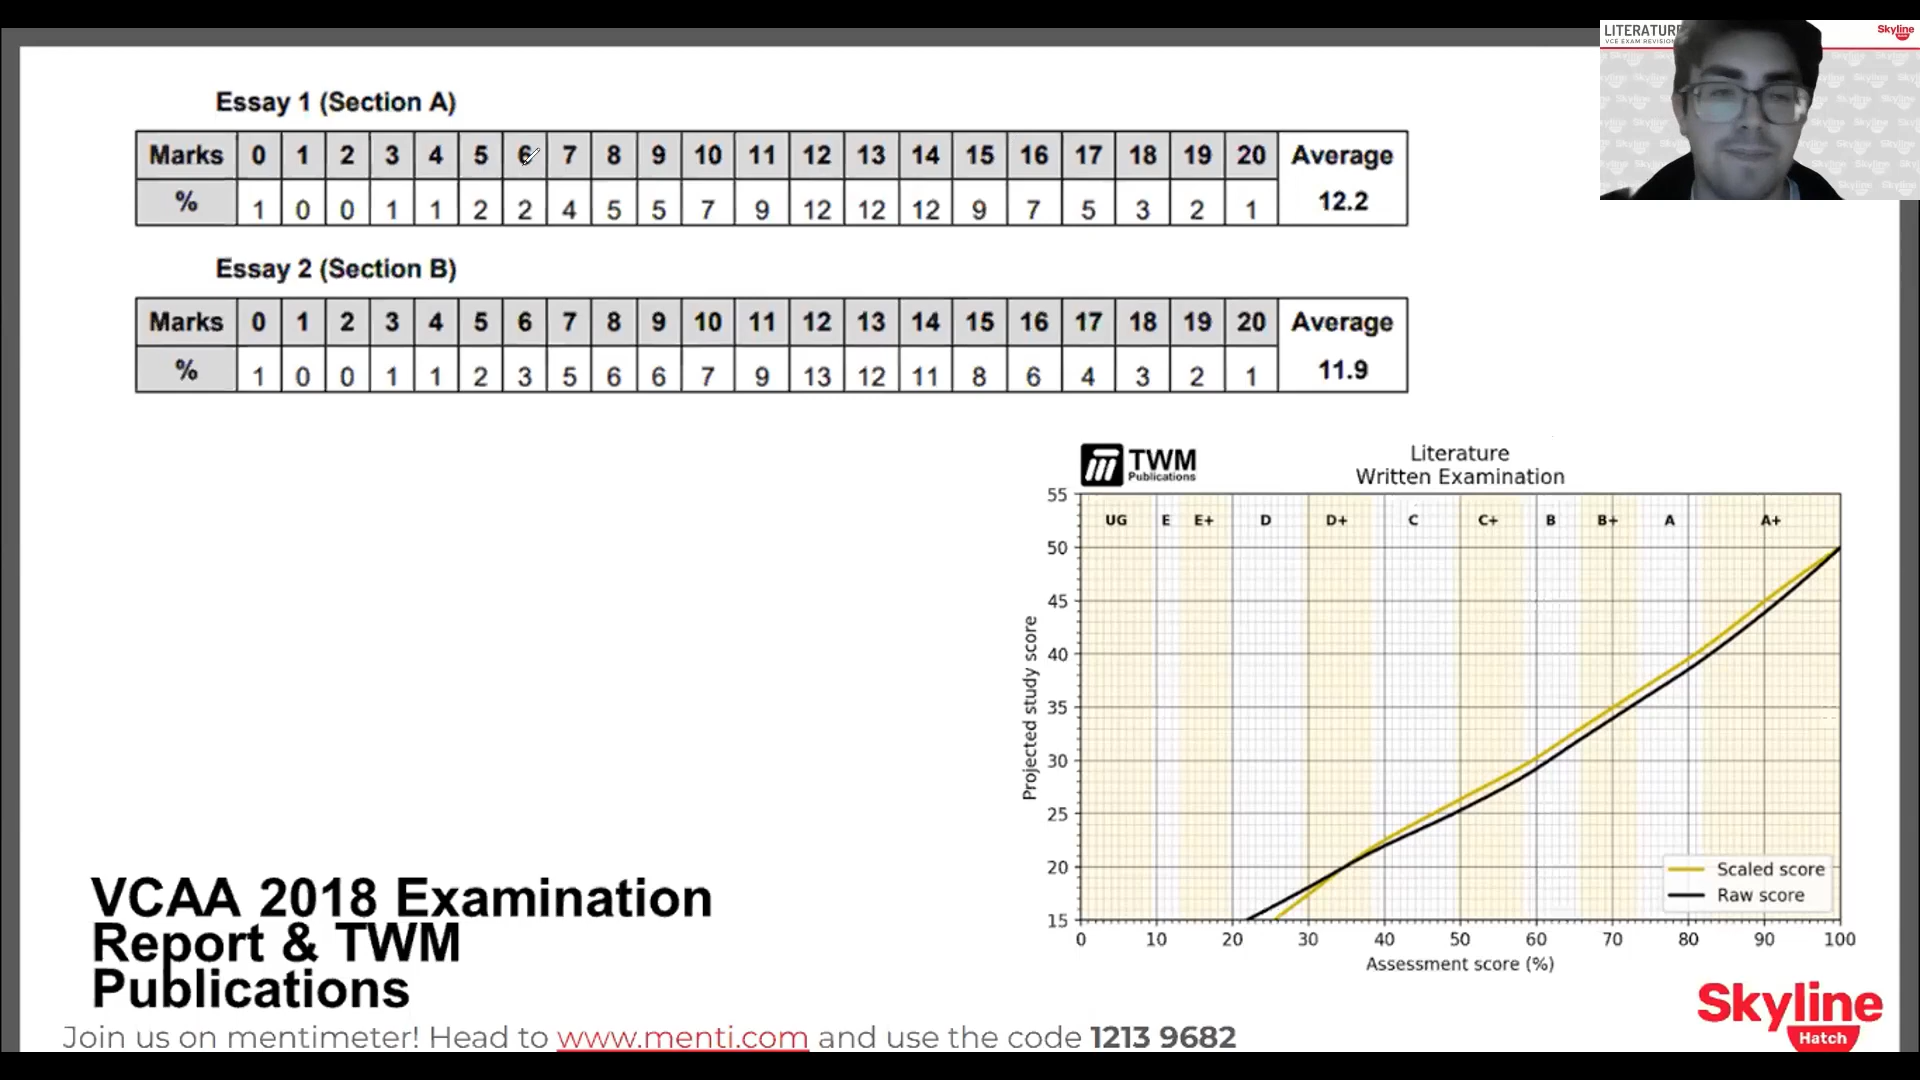 LITERATURE
VCE EXAM REVISION
Skyline
Essay 1 (Section A)
Marks 0 1 2 3 4 5 6 7 8 9 10 11 12 13 14 15 16 17 18 19 20 Average
% 1 0 0 1 1 2 2 4 5 5 7 9 12 12 12 9 7 5 3 2 1 12.2
Essay 2 (Section B)
Marks 0 1 2 3 4 5 6 7 8 9 10 11 12 13 14 15 16 17 18 19 20 Average
% 1 0 0 1 1 2 3 5 6 6 7 9 13 12 11 8 6 4 3 2 1 11.9
TWM
Publications
Literature
Written Examination
UG E E+ D D+ C C+ B B+ A A+
55
50
45
40
35
30
25
20
15
Projected study score
Scaled score
Raw score
0 10 20 30 40 50 60 70 80 90 100
Assessment score (%)
VCAA 2018 Examination
Report & TWM
Publications
Join us on mentimeter! Head to www.menti.com and use the code 1213 9682
Skyline
Hatch